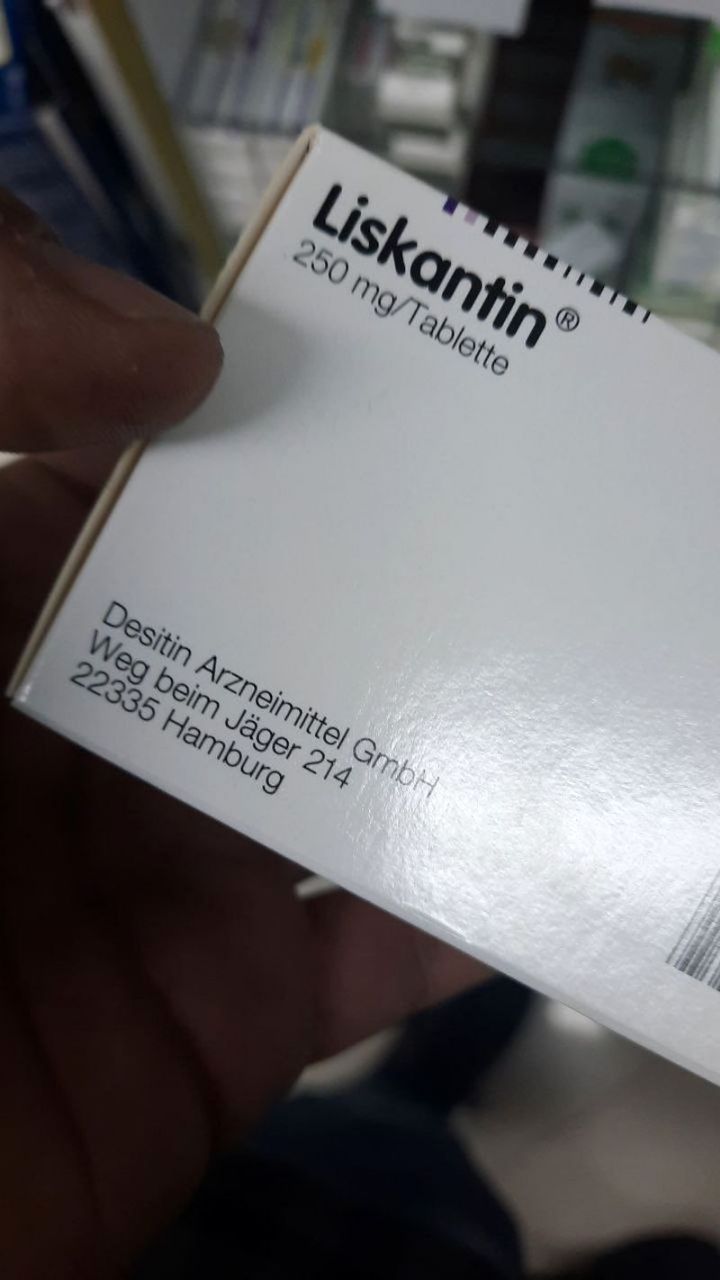 Liskantin®
250 mg/Tablette
Desitin Arzneimittel GmbH
Weg beim Jäger 214
22335 Hamburg